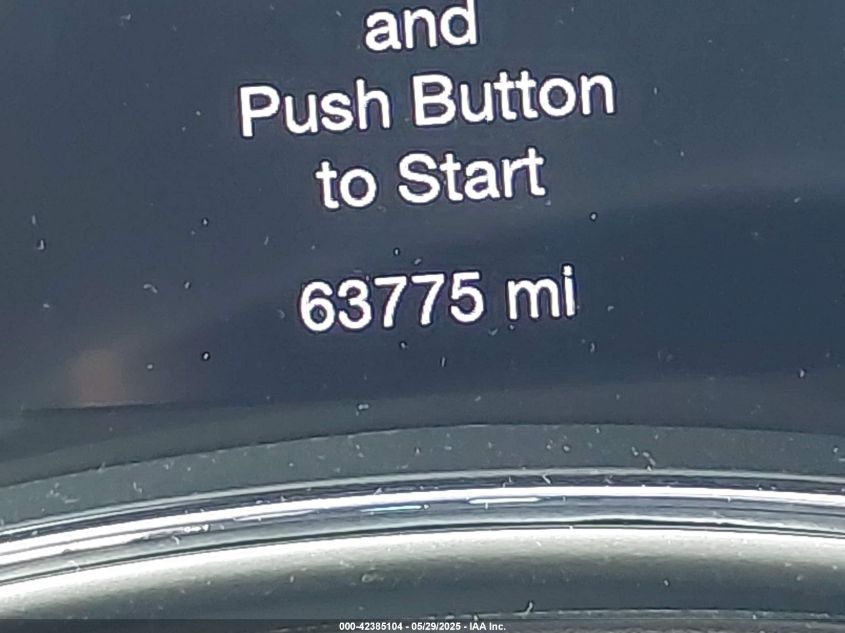 and
Push Button
to Start
63775 mi
000-42385104 - 05/29/2025 - IAA Inc.